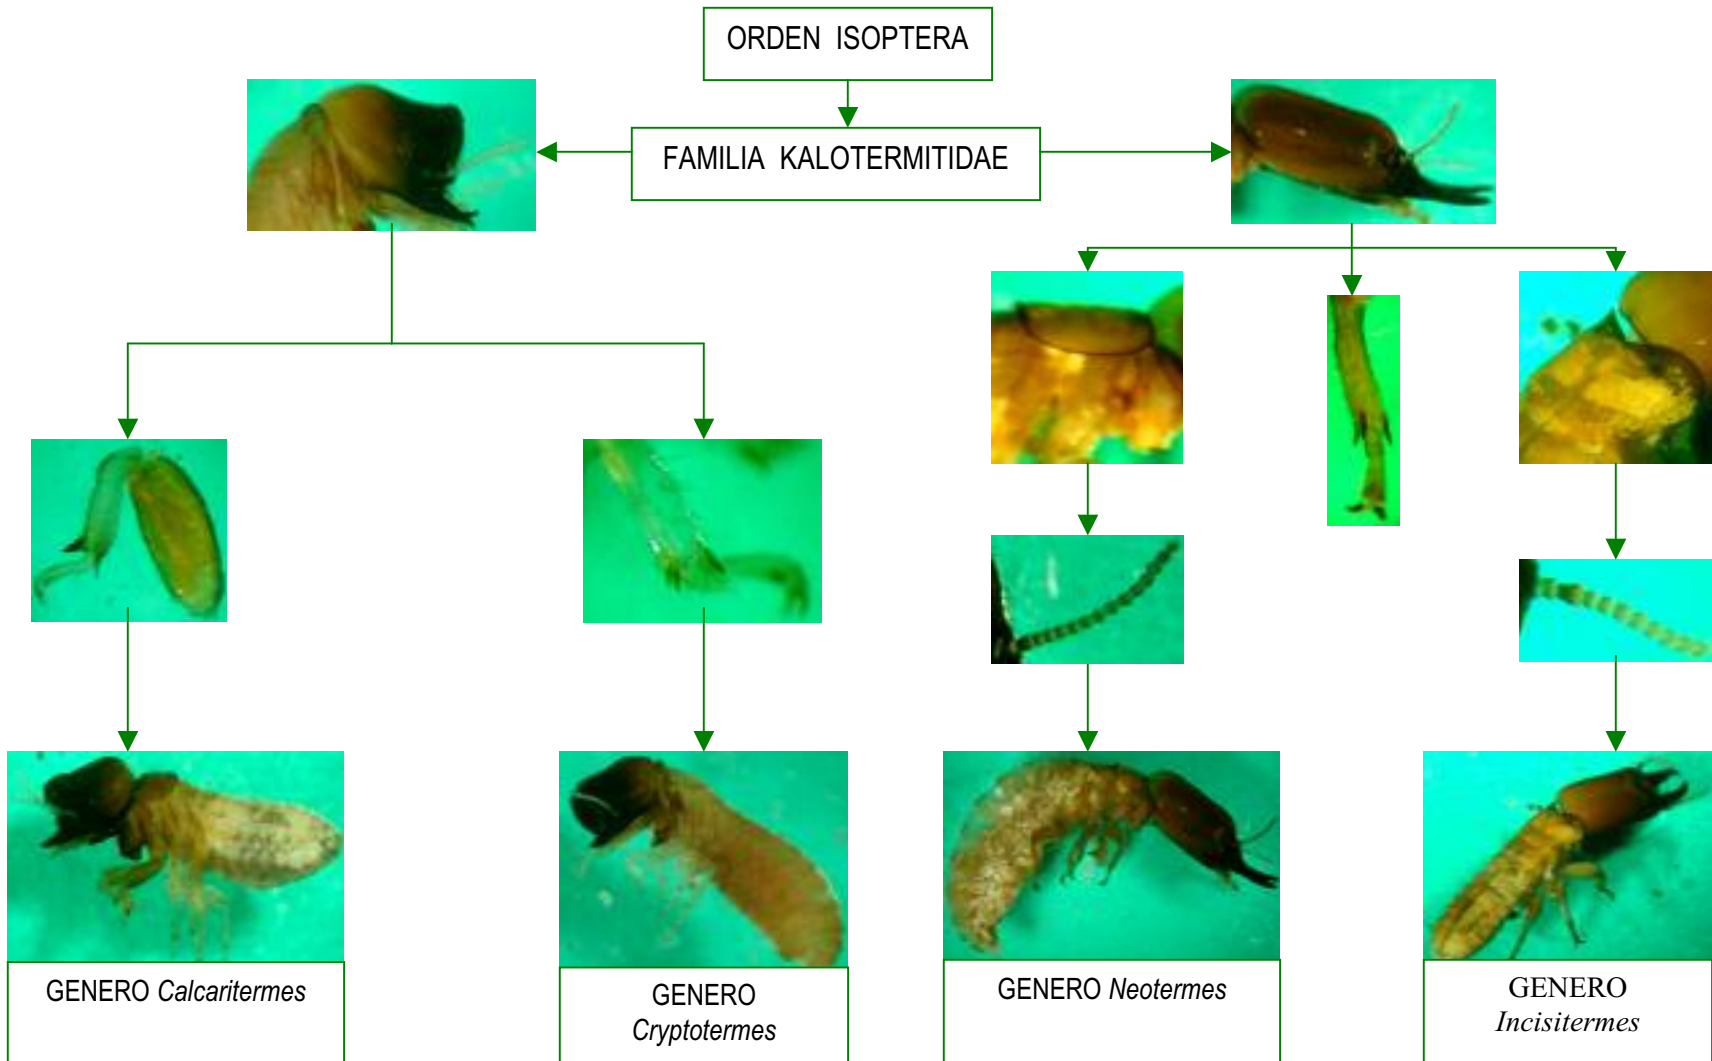 ORDEN ISOPTERA
FAMILIA KALOTERMITIDAE
GENERO Calcaritermes
GENERO
Cryptotermes
GENERO Neotermes
GENERO
Incisitermes